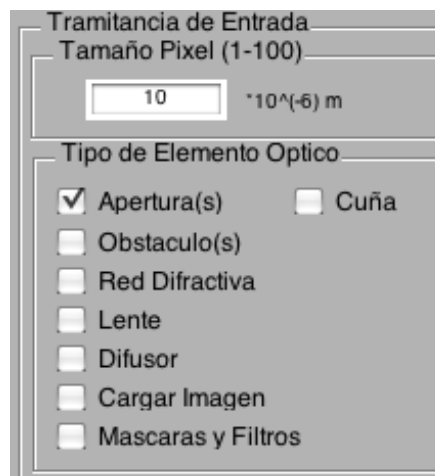 Tramitancia de Entrada
Tamaño Pixel (1-100)
10 *10^(-6) m
Tipo de Elemento Optico
Apertura(s) Cuña
Obstaculo(s)
Red Difractiva
Lente
Difusor
Cargar Imagen
Mascaras y Filtros